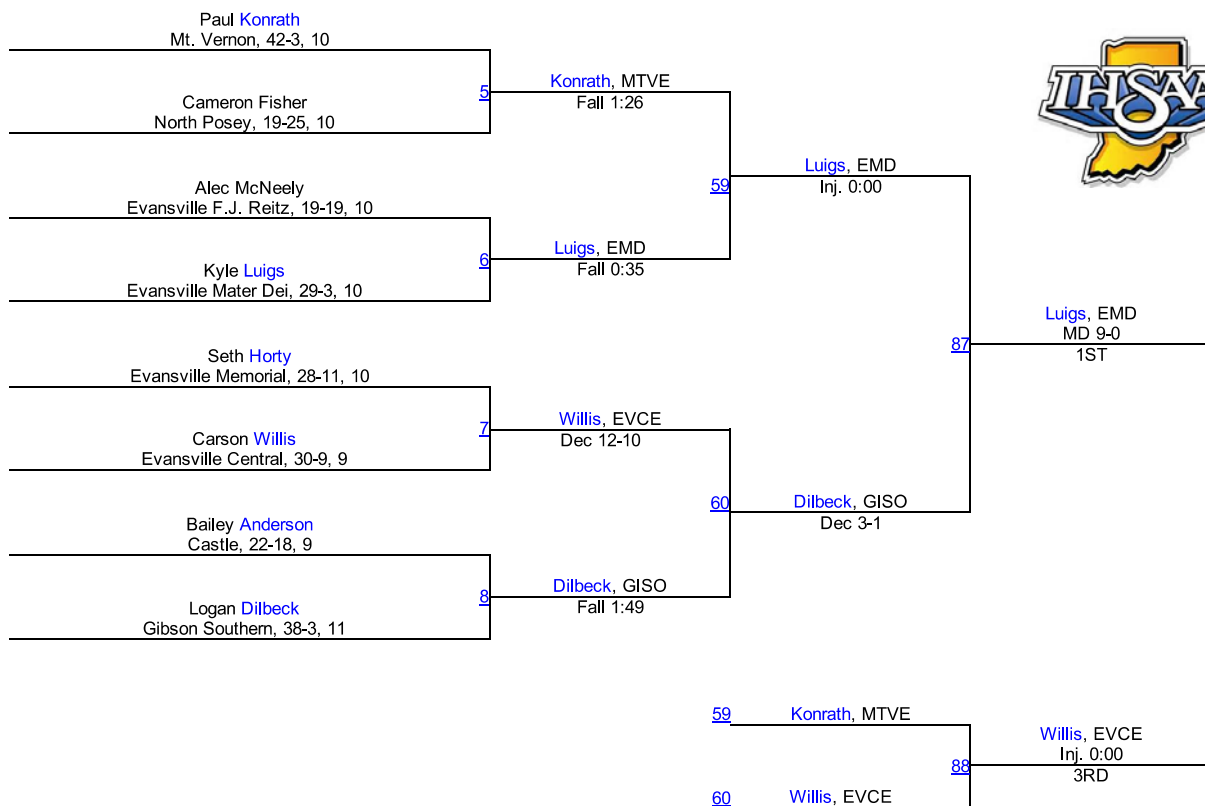 Paul Konrath
Mt. Vernon, 42-3, 10
5
Cameron Fisher
North Posey, 19-25, 10
Konrath, MTVE
Fall 1:26
Alec McNeely
Evansville F.J. Reitz, 19-19, 10
6
Kyle Luigs
Evansville Mater Dei, 29-3, 10
Luigs, EMD
Fall 0:35
59
Luigs, EMD
Inj. 0:00
IHSAA
Seth Horty
Evansville Memorial, 28-11, 10
7
Carson Willis
Evansville Central, 30-9, 9
Willis, EVCE
Dec 12-10
Bailey Anderson
Castle, 22-18, 9
8
Logan Dilbeck
Gibson Southern, 38-3, 11
Dilbeck, GISO
Fall 1:49
60
Dilbeck, GISO
Dec 3-1
87
Luigs, EMD
MD 9-0
1ST
59
Konrath, MTVE
60
Willis, EVCE
88
Willis, EVCE
Inj. 0:00
3RD